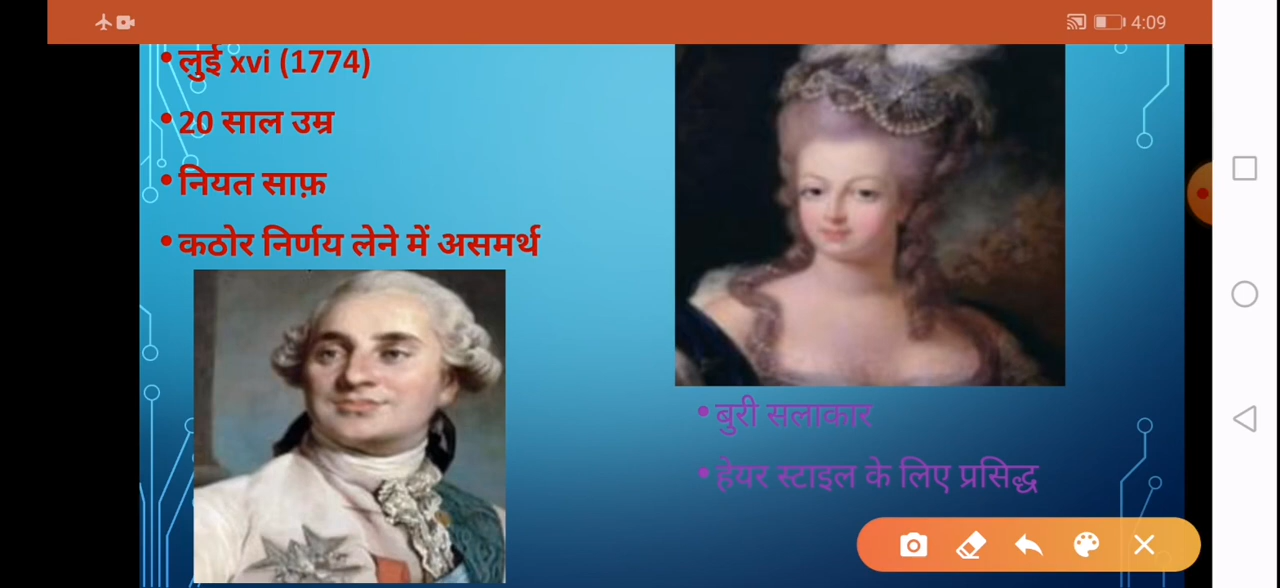 4:09
• लुई xvi (1774)
• 20 साल उम्र
• नियत साफ़
• कठोर निर्णय लेने में असमर्थ
• बुरी सलाकार
• हेयर स्टाइल के लिए प्रसिद्ध